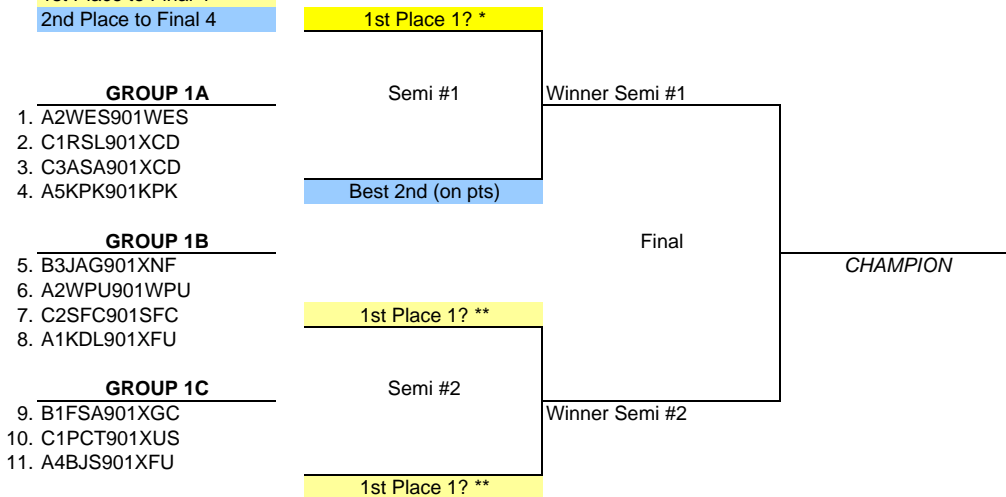 2nd Place to Final 4
1st Place 1? *
GROUP 1A
Semi #1
Winner Semi #1
1. A2WES901WES
2. C1RSL901XCD
3. C3ASA901XCD
4. A5KPK901KPK
Best 2nd (on pts)
GROUP 1B
Final
5. B3JAG901XNF
CHAMPION
6. A2WPU901WPU
7. C2SFC901SFC
1st Place 1? **
8. A1KDL901XFU
GROUP 1C
Semi #2
9. B1FSA901XGC
Winner Semi #2
10. C1PCT901XUS
11. A4BJS901XFU
1st Place 1? **